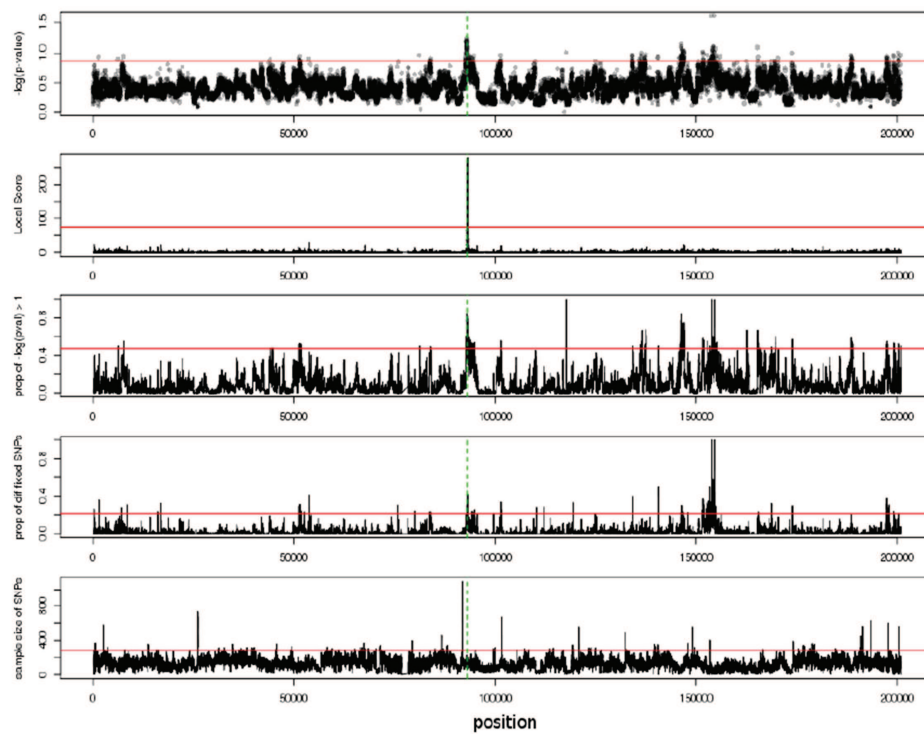 -log(p-value)
0.0 0.5 1.0 1.5
0 50000 100000 150000 200000
Local Score
0 100 200
0 50000 100000 150000 200000
prop of -log(pval) > 1
0.0 0.4 0.8
0 50000 100000 150000 200000
prop of diff fixed SNPs
0.0 0.4 0.8
0 50000 100000 150000 200000
sample size of SNPs
0 400 800
0 50000 100000 150000 200000
position